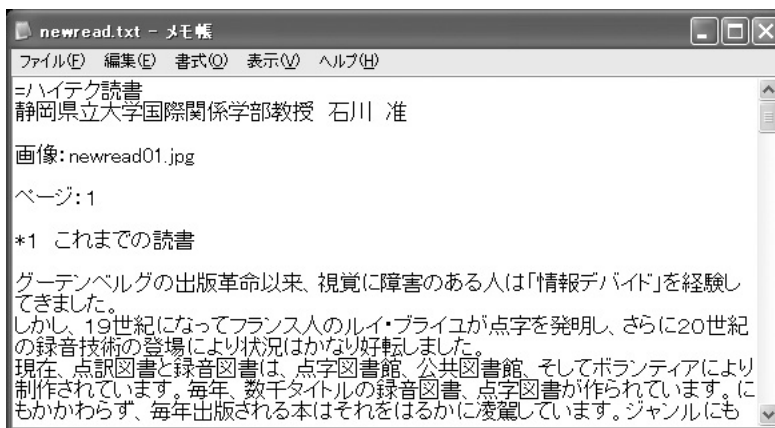 newread.txt - メモ帳
ファイル(F) 編集(E) 書式(O) 表示(V) ヘルプ(H)
=ハイテク読書
静岡県立大学国際関係学部教授 石川 准
画像:newread01.jpg
ページ:1
*1 これまでの読書
グーテンベルグの出版革命以来、視覚に障害のある人は「情報デバイド」を経験し
てきました。
しかし、19世紀になってフランス人のルイ・ブライユが点字を発明し、さらに20世紀
の録音技術の登場により状況はかなり好転しました。
現在、点訳図書と録音図書は、点字図書館、公共図書館、そしてボランティアにより
制作されています。毎年、数千タイトルの録音図書、点字図書が作られています。に
もかかわらず、毎年出版される本はそれをはるかに凌駕しています。ジャンルにも